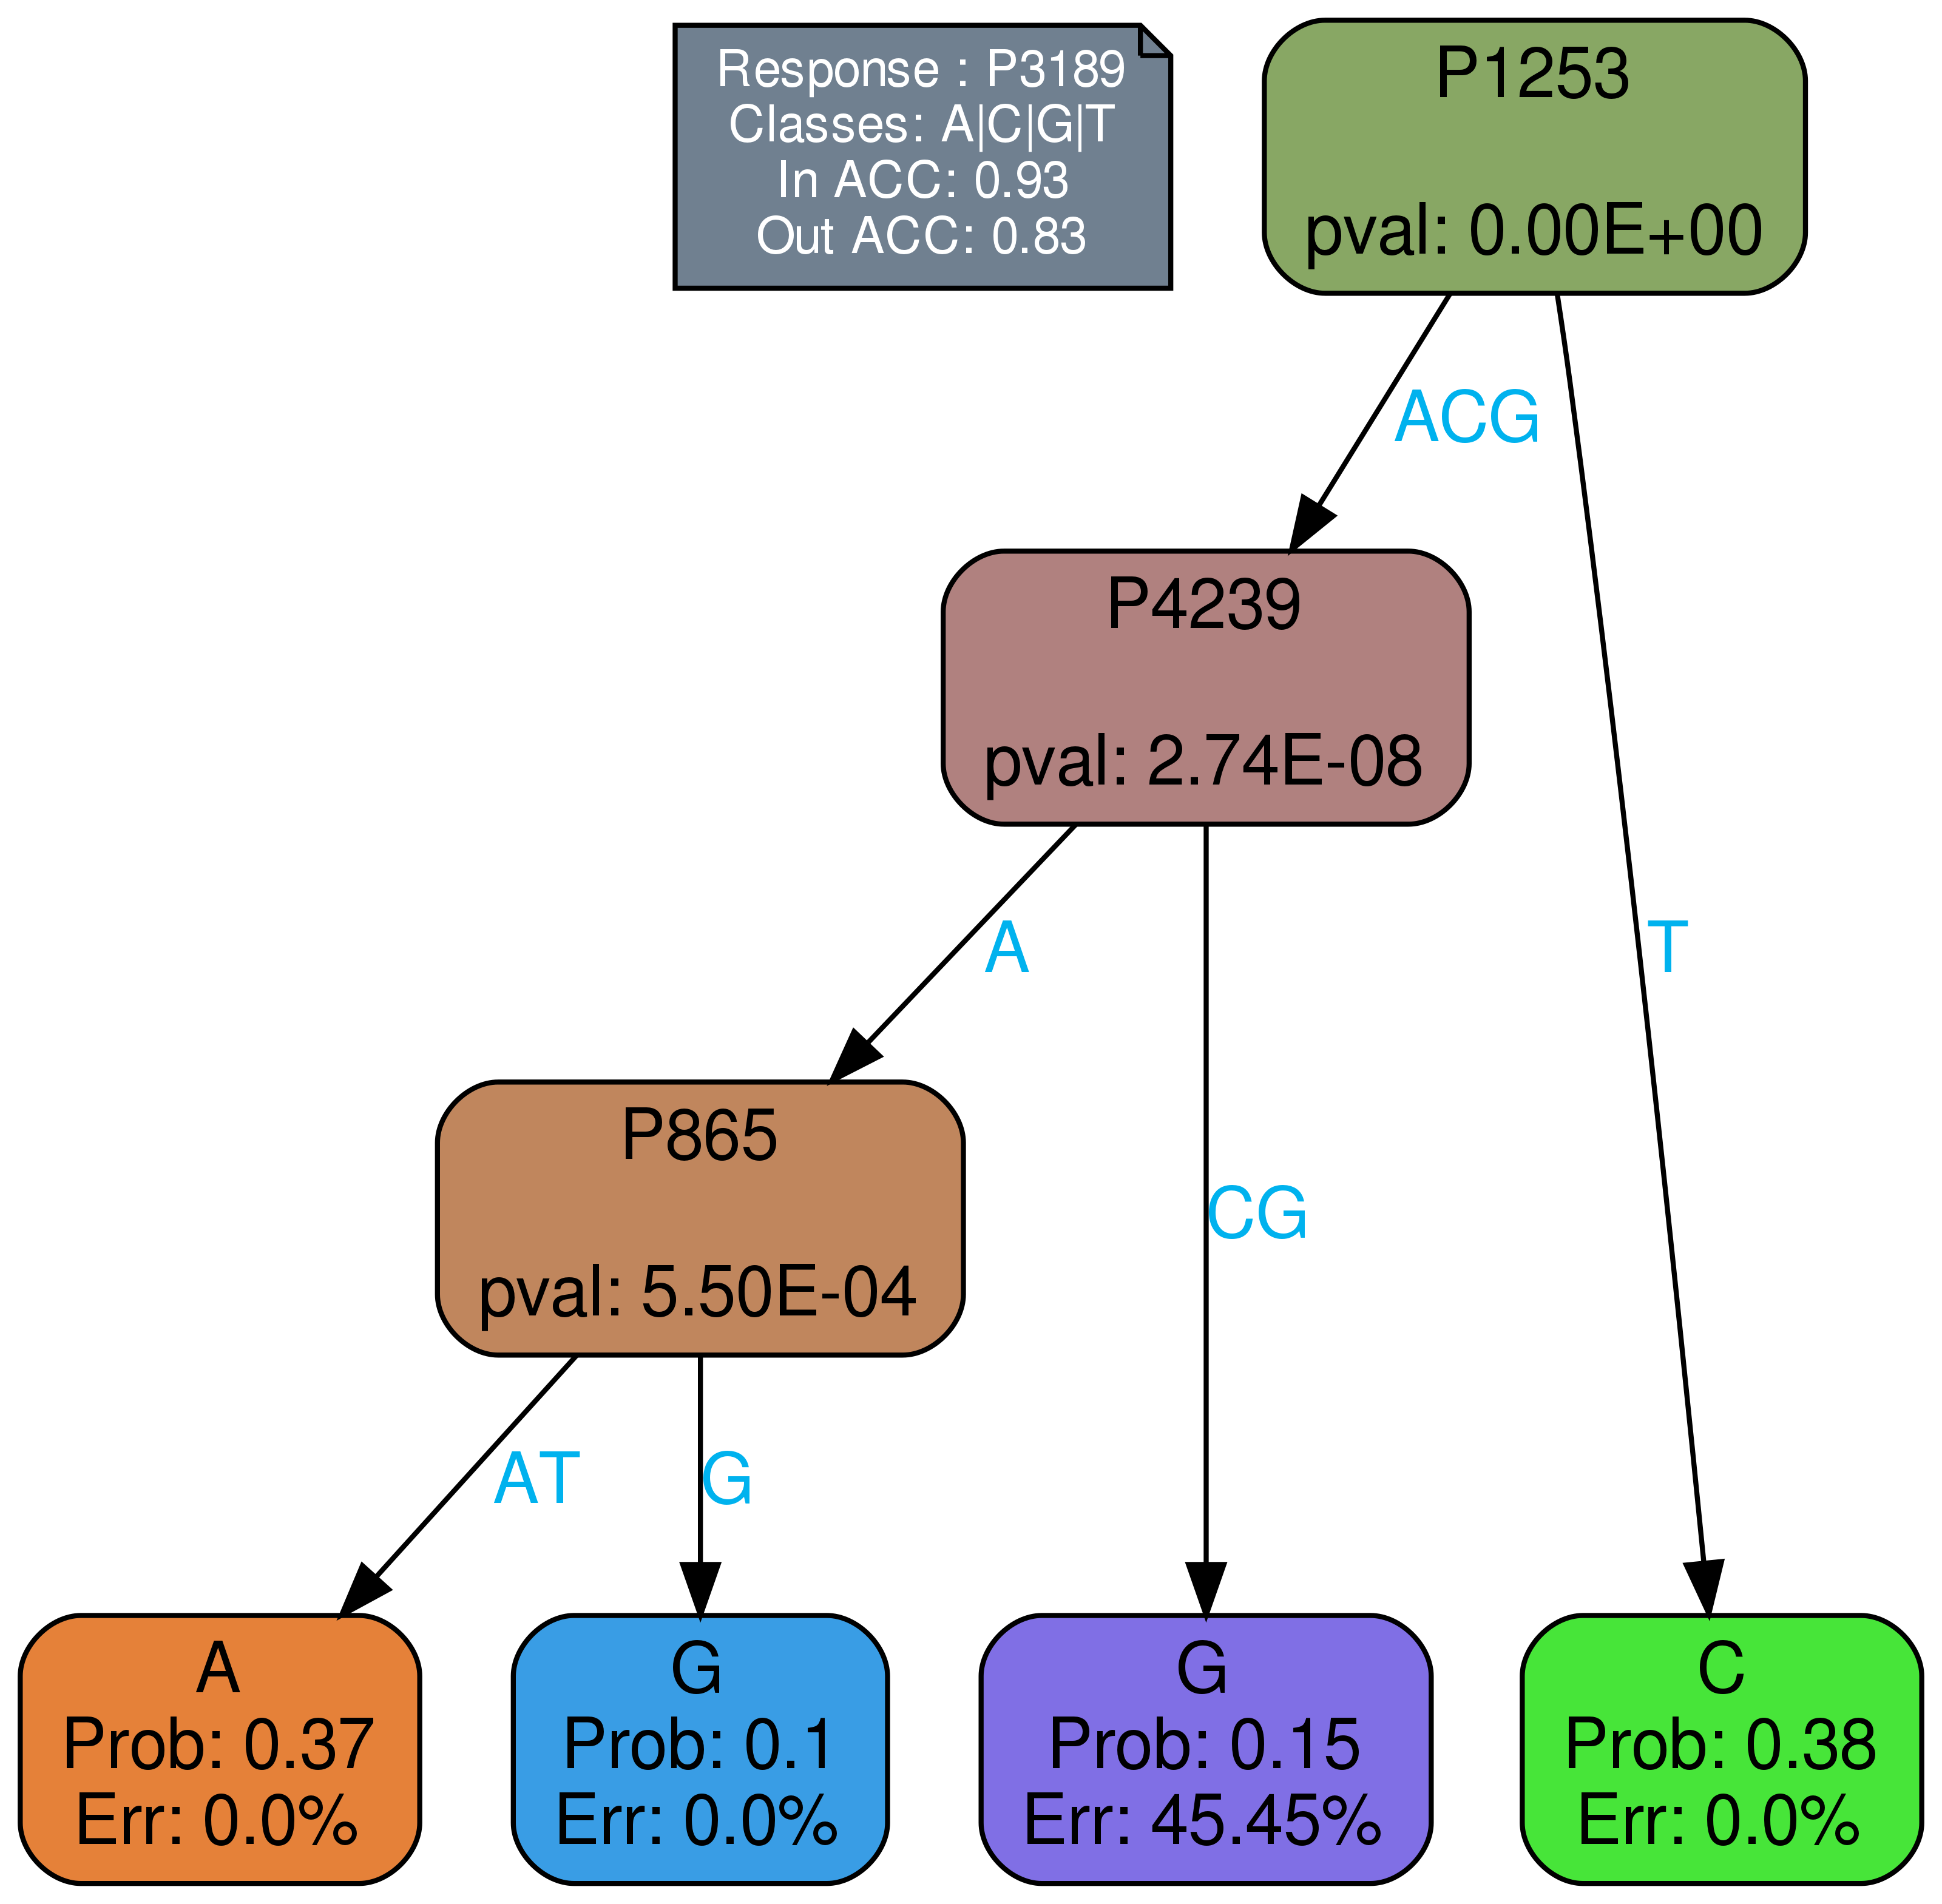 Response : P3189
Classes: A|C|G|T
In ACC: 0.93
Out ACC: 0.83
P1253
pval: 0.00E+00
ACG
P4239
pval: 2.74E-08
A
T
P865
pval: 5.50E-04
CG
AT
G
A
Prob: 0.37
Err: 0.0%
G
Prob: 0.1
Err: 0.0%
G
Prob: 0.15
Err: 45.45%
C
Prob: 0.38
Err: 0.0%